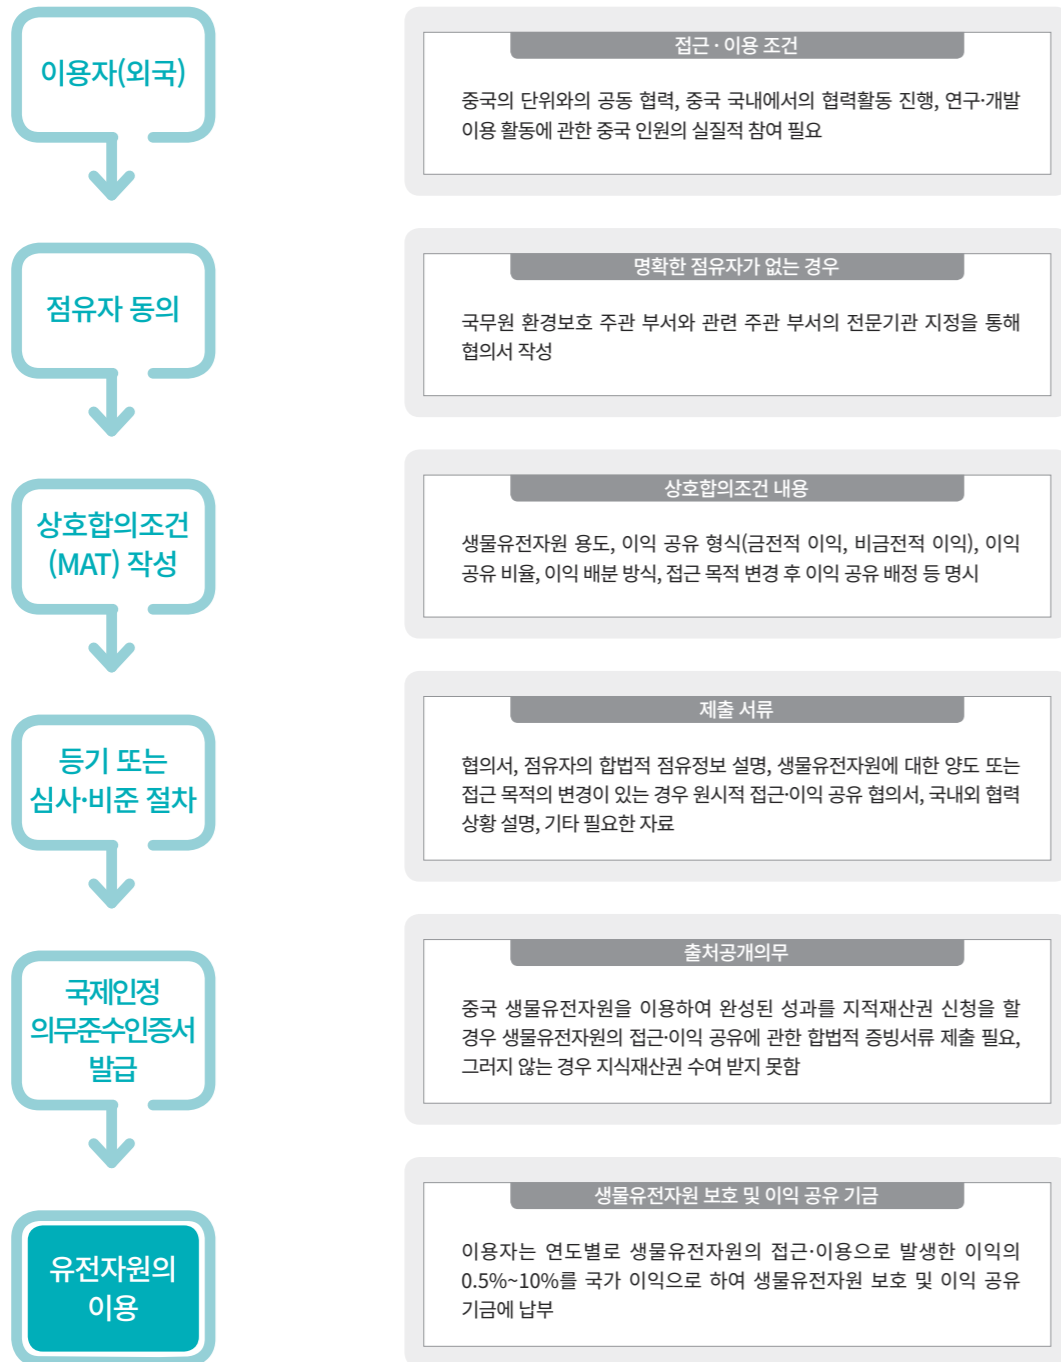 이용자(외국)
접근 · 이용 조건
중국의 단위와의 공동 협력, 중국 국내에서의 협력활동 진행, 연구·개발
이용 활동에 관한 중국 인원의 실질적 참여 필요
점유자 동의
명확한 점유자가 없는 경우
국무원 환경보호 주관 부서와 관련 주관 부서의 전문기관 지정을 통해
협의서 작성
상호합의조건
(MAT) 작성
상호합의조건 내용
생물유전자원 용도, 이익 공유 형식(금전적 이익, 비금전적 이익), 이익
공유 비율, 이익 배분 방식, 접근 목적 변경 후 이익 공유 배정 등 명시
등기 또는
심사·비준 절차
제출 서류
협의서, 점유자의 합법적 점유정보 설명, 생물유전자원에 대한 양도 또는
접근 목적의 변경이 있는 경우 원시적 접근·이익 공유 협의서, 국내외 협력
상황 설명, 기타 필요한 자료
국제인정
의무준수인증서
발급
출처공개의무
중국 생물유전자원을 이용하여 완성된 성과를 지적재산권 신청을 할
경우 생물유전자원의 접근·이익 공유에 관한 합법적 증빙서류 제출 필요,
그러지 않는 경우 지식재산권 수여 받지 못함
유전자원의
이용
생물유전자원 보호 및 이익 공유 기금
이용자는 연도별로 생물유전자원의 접근·이용으로 발생한 이익의
0.5%~10%를 국가 이익으로 하여 생물유전자원 보호 및 이익 공유
기금에 납부